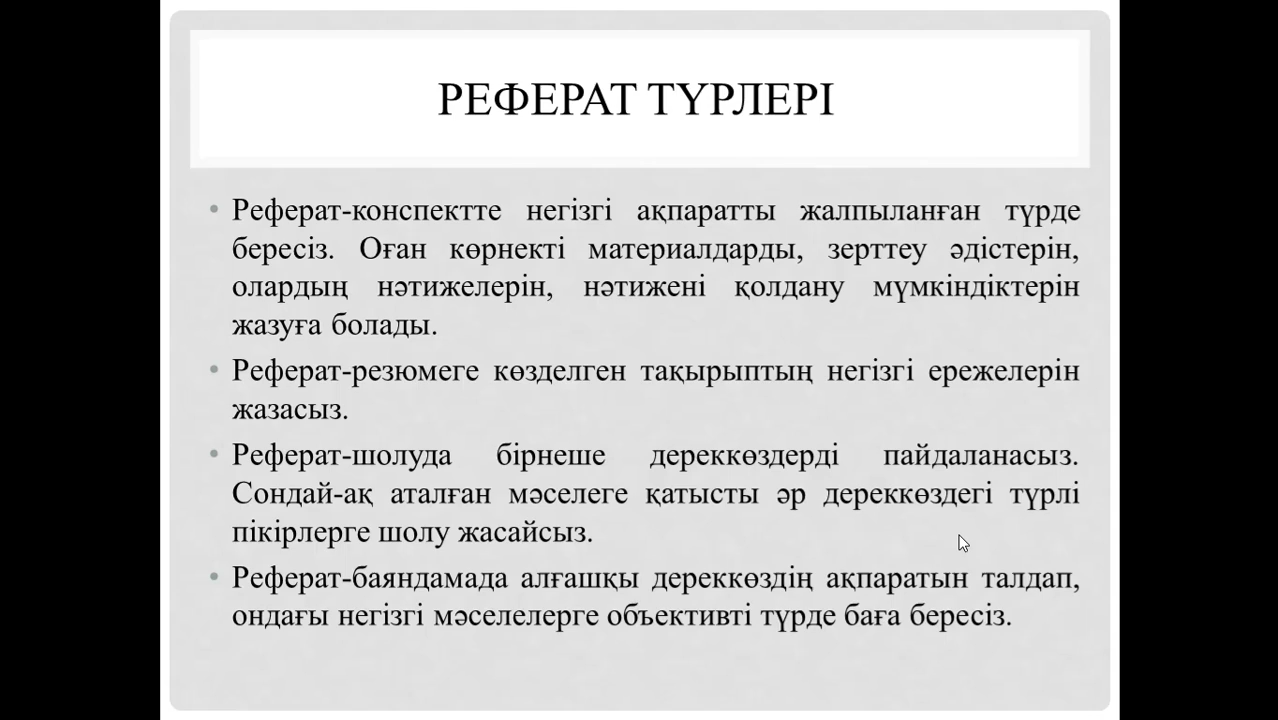 РЕФЕРАТ ТҮРЛЕРІ
• Реферат-конспектте негізгі ақпаратты жалпыланған түрде
бересіз. Оған көрнекті материалдарды, зерттеу әдістерін,
олардың нәтижелерін, нәтижені қолдану мүмкіндіктерін
жазуға болады.
• Реферат-резюмеге көзделген тақырыптың негізгі ережелерін
жазасыз.
• Реферат-шолуда бірнеше дереккөздерді пайдаланасыз.
Сондай-ақ аталған мәселеге қатысты әр дереккөздегі түрлі
пікірлерге шолу жасайсыз.
• Реферат-баяндамада алғашқы дереккөздің ақпаратын талдап,
ондағы негізгі мәселелерге объективті түрде баға бересіз.